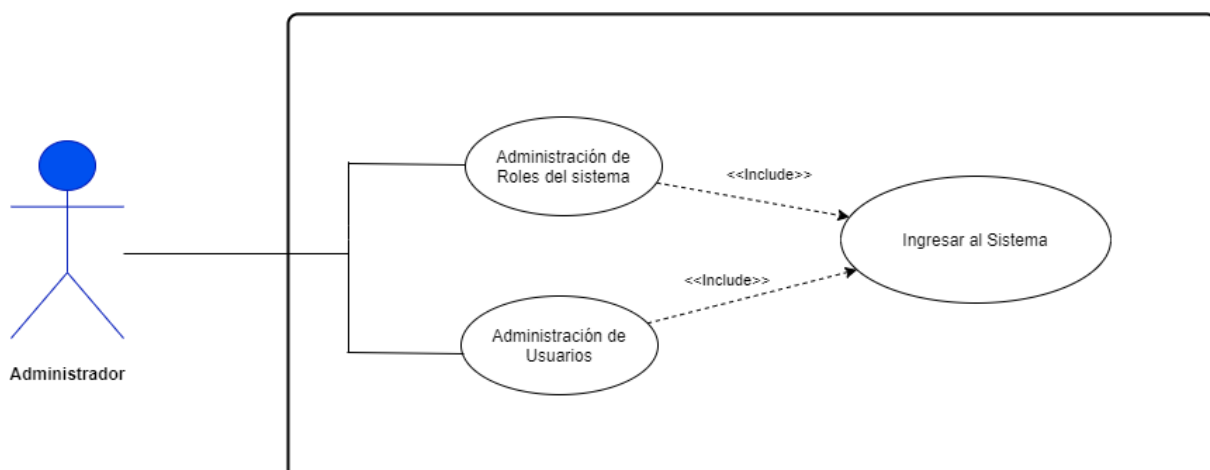 Administración de
Roles del sistema
<<Include>>
Ingresar al Sistema
<<Include>>
Administración de
Usuarios
Administrador